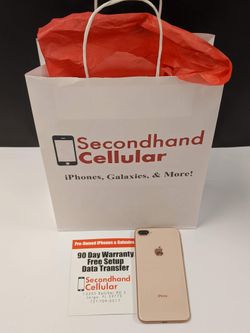 Secondhand
Cellular
iPhones, Galaxies, & More!
Pre-Owned iPhones & Galaxies
90 Day Warranty
Free Setup
Data Transfer
Secondhand
Cellular
iPhone